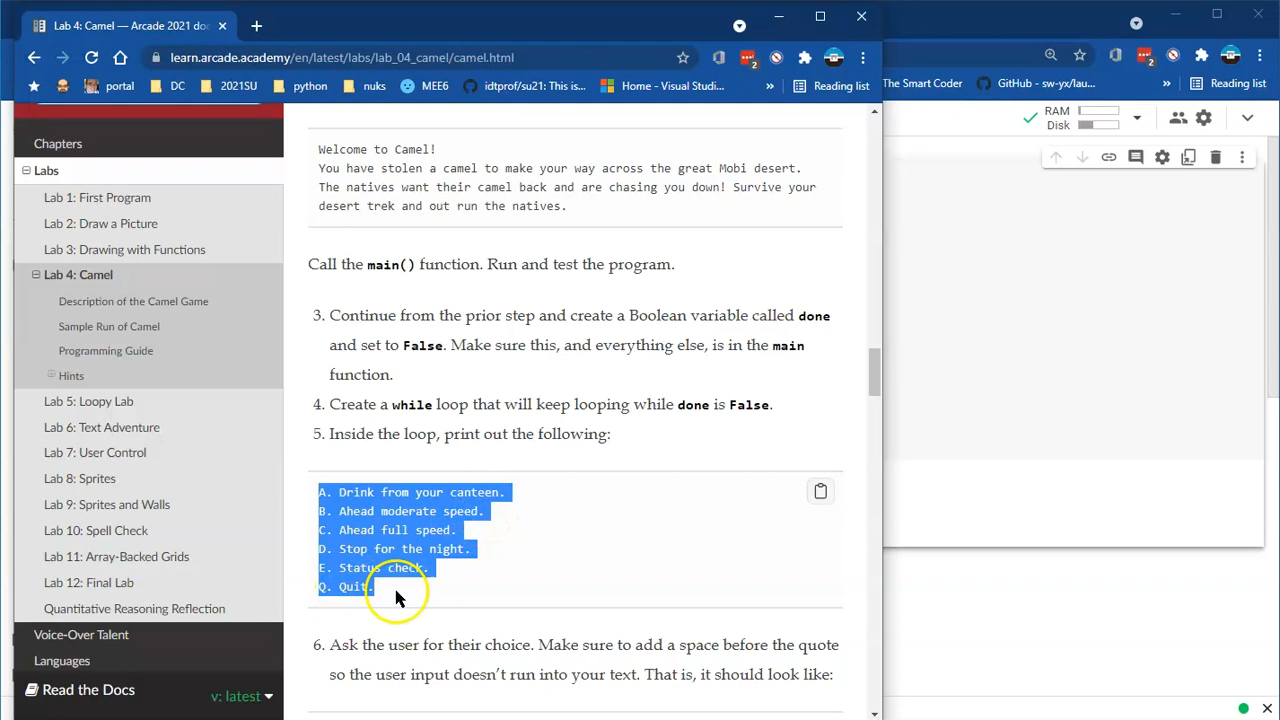 Lab 4: Camel — Arcade 2021 doc
learn.arcade.academy/en/latest/labs/lab_04_camel/camel.html
2
2
portal
DC
2021SU
python
nuks
MEE6
idtprof/su21: This is...
Home - Visual Studi...
»
Reading list
The Smart Coder
GitHub - sw-yx/lau...
»
Reading list
RAM
Disk
Chapters
Labs
Lab 1: First Program
Lab 2: Draw a Picture
Lab 3: Drawing with Functions
Lab 4: Camel
Description of the Camel Game
Sample Run of Camel
Programming Guide
Hints
Lab 5: Loopy Lab
Lab 6: Text Adventure
Lab 7: User Control
Lab 8: Sprites
Lab 9: Sprites and Walls
Lab 10: Spell Check
Lab 11: Array-Backed Grids
Lab 12: Final Lab
Quantitative Reasoning Reflection
Voice-Over Talent
Languages
Read the Docs
v: latest
Welcome to Camel!
You have stolen a camel to make your way across the great Mobi desert.
The natives want their camel back and are chasing you down! Survive your
desert trek and out run the natives.
Call the main() function. Run and test the program.
3. Continue from the prior step and create a Boolean variable called done
and set to False. Make sure this, and everything else, is in the main
function.
4. Create a while loop that will keep looping while done is False.
5. Inside the loop, print out the following:
A. Drink from your canteen.
B. Ahead moderate speed.
C. Ahead full speed.
D. Stop for the night.
E. Status check.
Q. Quit.
6. Ask the user for their choice. Make sure to add a space before the quote
so the user input doesn't run into your text. That is, it should look like: